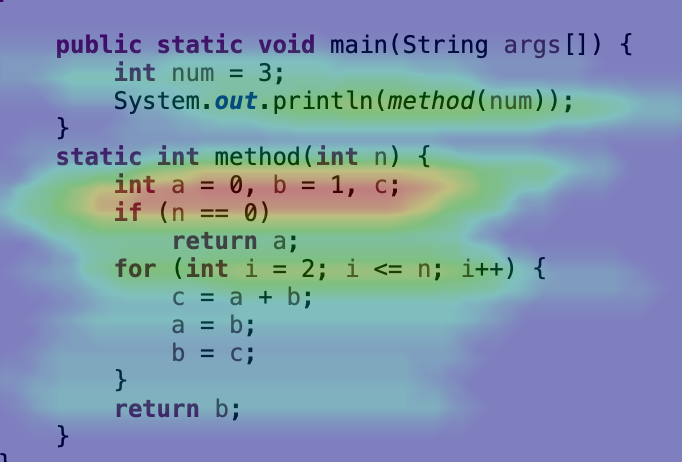 public static void main(String args[]) {
int num = 3;
System.out.println(method(num));
}
static int method(int n) {
int a = 0, b = 1, c;
if (n == 0)
return a;
for (int i = 2; i <= n; i++) {
c = a + b;
a = b;
b = c;
}
return b;
}
}